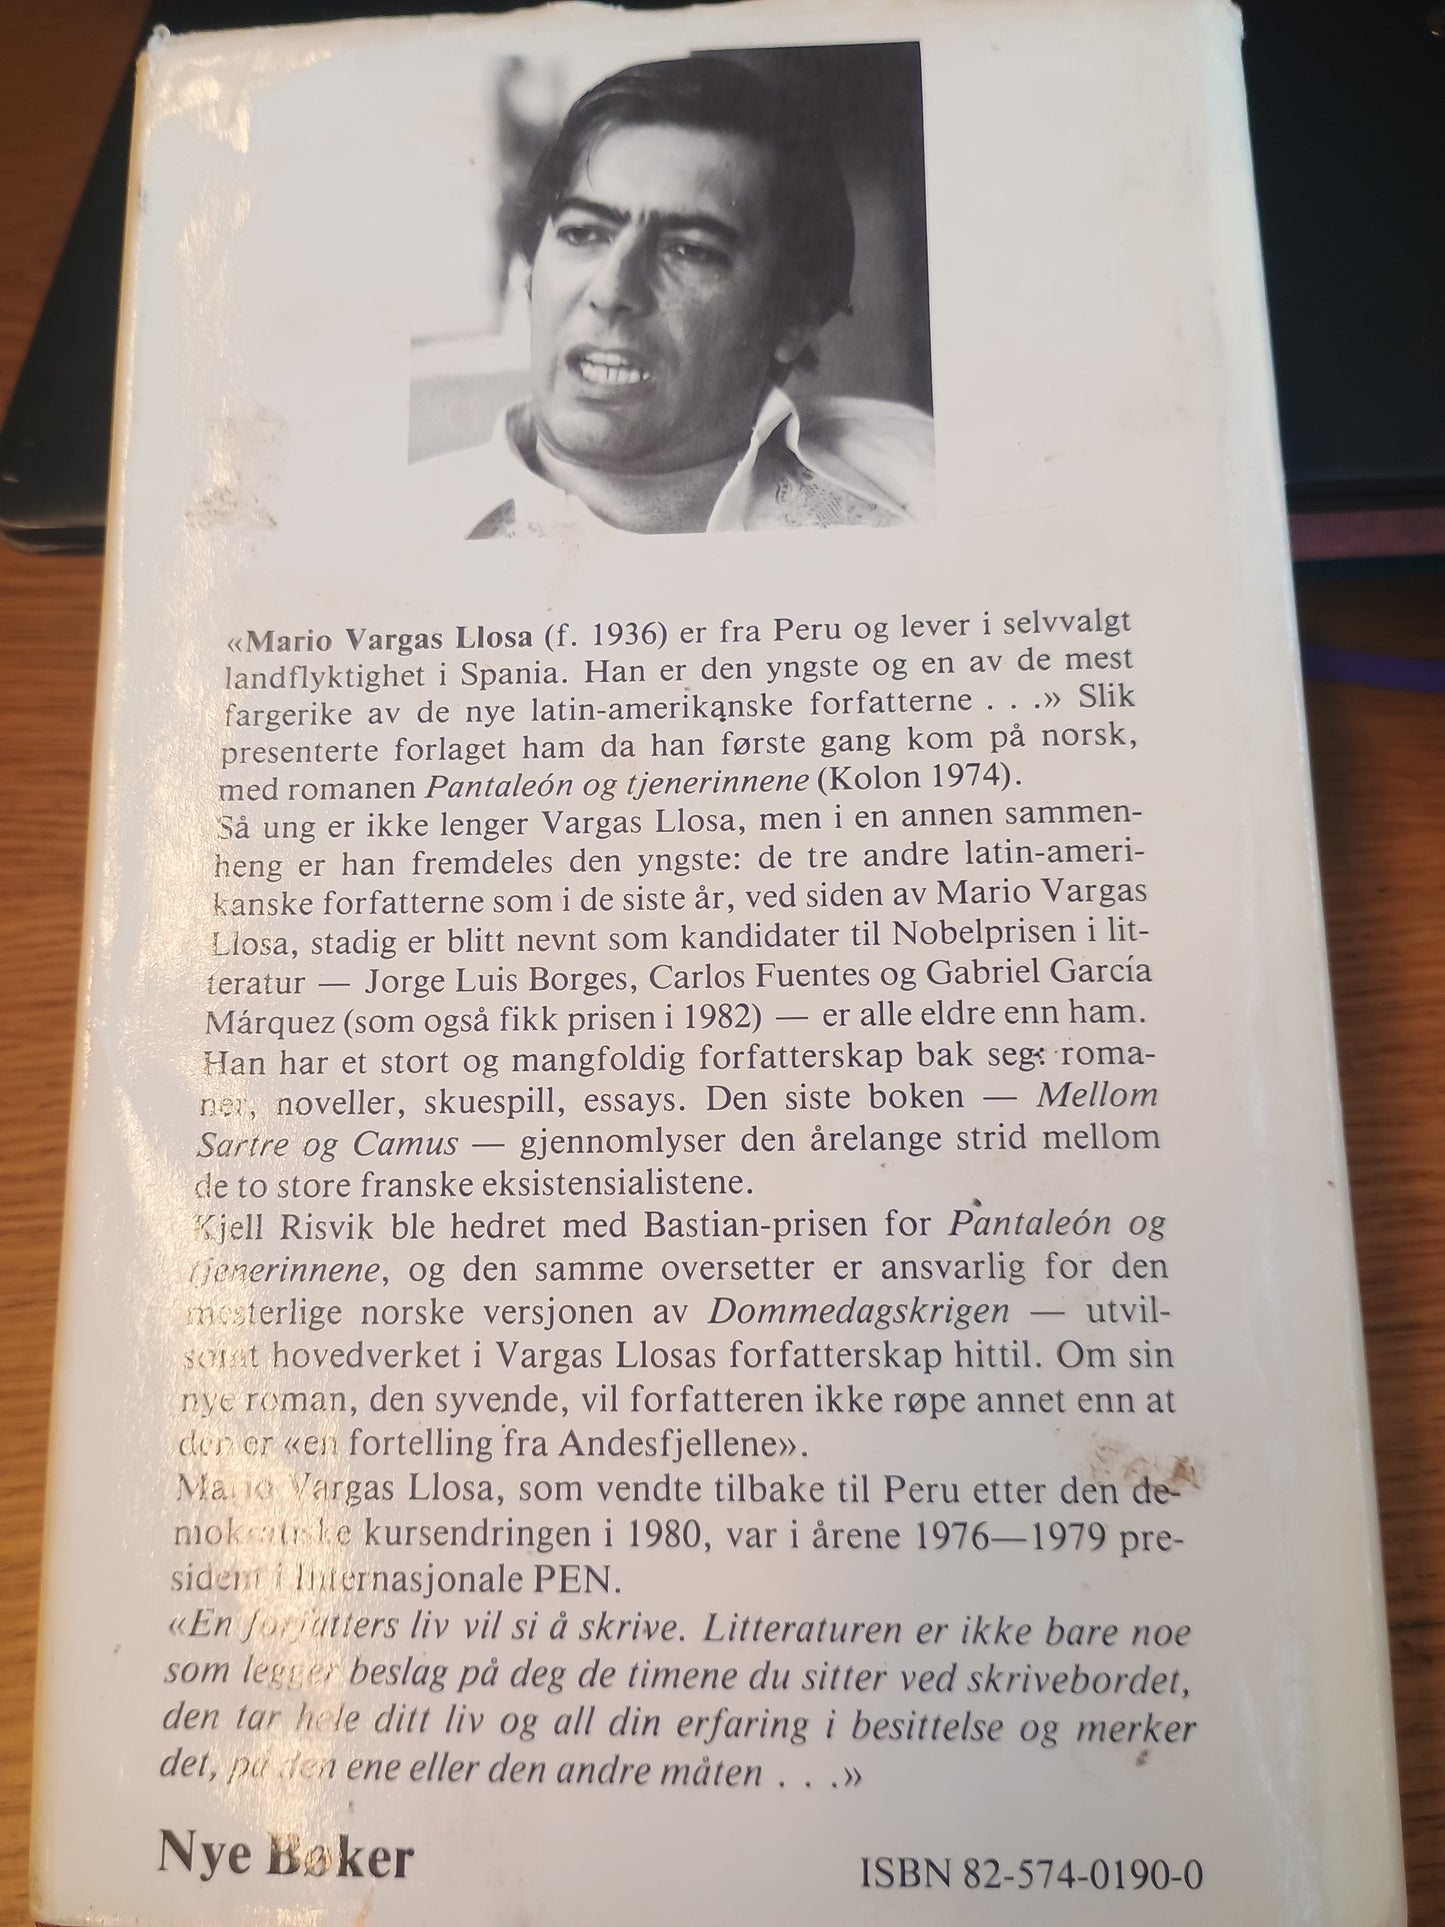 «Mario Vargas Llosa (f. 1936) er fra Peru og lever i selvvalgt
landflyktighet i Spania. Han er den yngste og en av de mest
fargerike av de nye latin-amerikanske forfatterne . . .» Slik
presenterte forlaget ham da han første gang kom på norsk,
med romanen Pantaleón og tjenerinnene (Kolon 1974).
Så ung er ikke lenger Vargas Llosa, men i en annen sammen-
heng er han fremdeles den yngste: de tre andre latin-ameri-
kanske forfatterne som i de siste år, ved siden av Mario Vargas
Llosa, stadig er blitt nevnt som kandidater til Nobelprisen i lit-
teratur — Jorge Luis Borges, Carlos Fuentes og Gabriel García
Márquez (som også fikk prisen i 1982) — er alle eldre enn ham.
Han har et stort og mangfoldig forfatterskap bak seg: roma-
ner, noveller, skuespill, essays. Den siste boken — Mellom
Sartre og Camus — gjennomlyser den årelange strid mellom
de to store franske eksistensialistene.
Kjell Risvik ble hedret med Bastian-prisen for Pantaleón og
tjenerinnene, og den samme oversetter er ansvarlig for den
mesterlige norske versjonen av Dommedagskrigen — utvil-
somt hovedverket i Vargas Llosas forfatterskap hittil. Om sin
nye roman, den syvende, vil forfatteren ikke røpe annet enn at
den er «en fortelling fra Andesfjellene».
Mario Vargas Llosa, som vendte tilbake til Peru etter den de-
mokratiske kursendringen i 1980, var i årene 1976—1979 pre-
sident i Internasjonale PEN.
«En forfatters liv vil si å skrive. Litteraturen er ikke bare noe
som legger beslag på deg de timene du sitter ved skrivebordet,
den tar hele ditt liv og all din erfaring i besittelse og merker
det, på den ene eller den andre måten . . .»
Nye Bøker
ISBN 82-574-0190-0